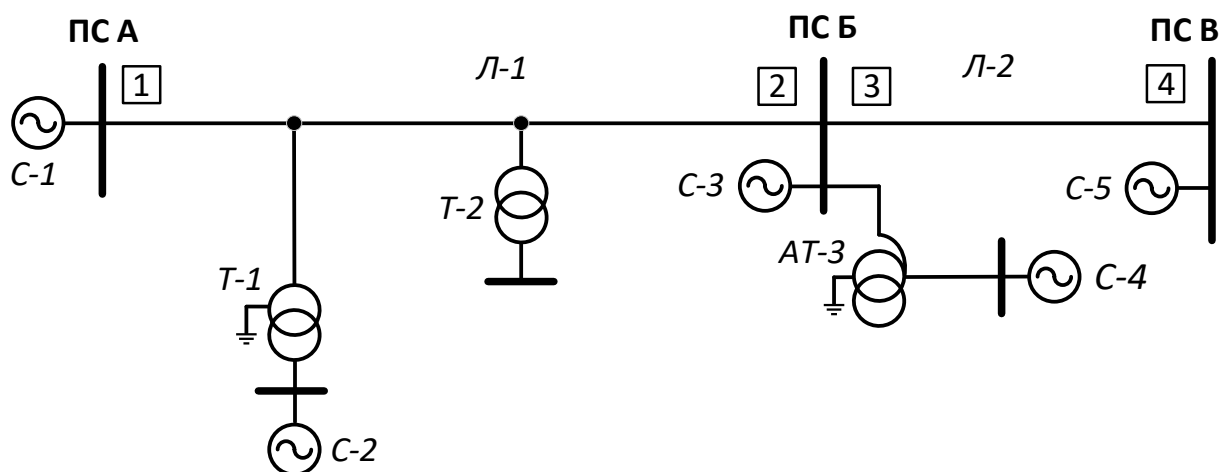 ПС А
ПС Б
ПС В
1
Л-1
2
3
Л-2
4
С-1
Т-2
С-3
С-5
Т-1
АТ-3
С-4
С-2